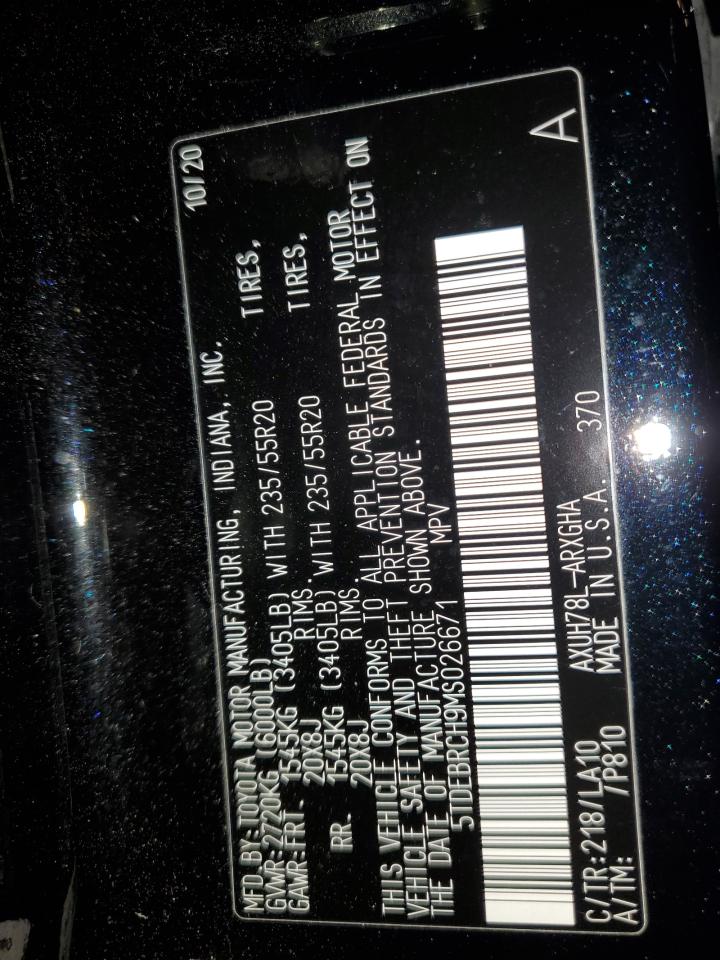 MFD.BY:TOYOTA MOTOR MANUFACTURING, INDIANA, INC. 10/20
GVWR:2720KG (6000LB)
GAWR:FRT. 1545KG (3405LB) WITH 235/55R20 TIRES,
20X8J RIMS.
RR. 1545KG (3405LB) WITH 235/55R20 TIRES,
20X8J RIMS.
THIS VEHICLE CONFORMS TO ALL APPLICABLE FEDERAL MOTOR
VEHICLE SAFETY AND THEFT PREVENTION STANDARDS IN EFFECT ON
THE DATE OF MANUFACTURE SHOWN ABOVE.
5TDEBRCH9MS026671 MPV
C/TR:218/LA10 AXUH78L-ARXGHA A
A/TM: /P810 MADE IN U.S.A. 370